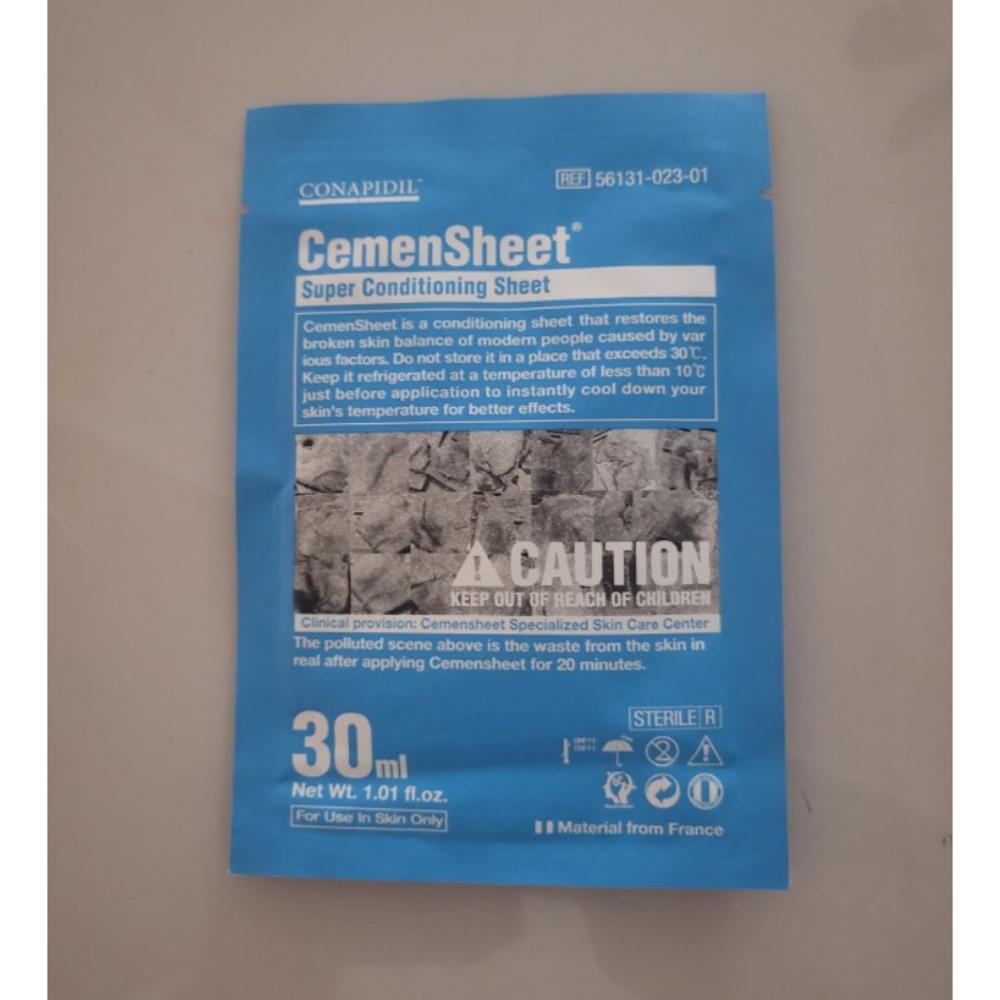 CONAPIDIL™
REF 56131-023-01
CemenSheet®
Super Conditioning Sheet
CemenSheet is a conditioning sheet that restores the
broken skin balance of modern people caused by var
ious factors. Do not store it in a place that exceeds 30℃.
Keep it refrigerated at a temperature of less than 10℃
just before application to instantly cool down your
skin's temperature for better effects.
CAUTION
KEEP OUT OF REACH OF CHILDREN
Clinical provision: Cemensheet Specialized Skin Care Center
The polluted scene above is the waste from the skin in
real after applying Cemensheet for 20 minutes.
30ml
Net Wt. 1.01 fl.oz.
For Use In Skin Only
STERILE R
2
Material from France